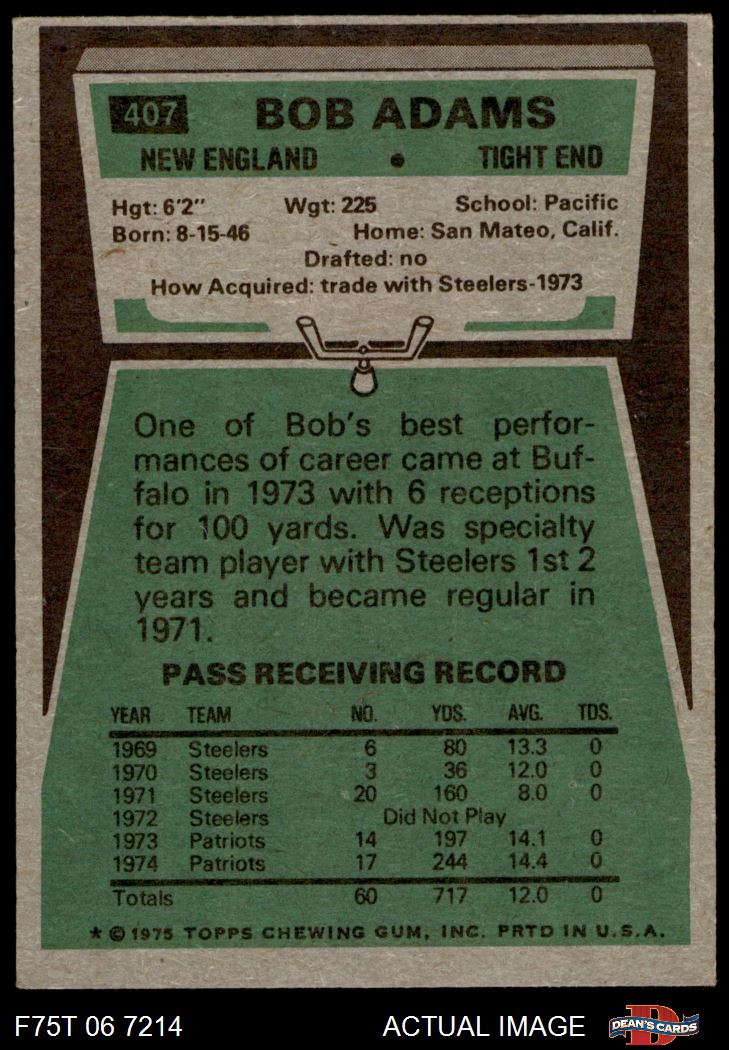 407 BOB ADAMS
NEW ENGLAND • TIGHT END
Hgt: 6'2" Wgt: 225 School: Pacific
Born: 8-15-46 Home: San Mateo, Calif.
Drafted: no
How Acquired: trade with Steelers-1973
One of Bob's best perfor-
mances of career came at Buf-
falo in 1973 with 6 receptions
for 100 yards. Was specialty
team player with Steelers 1st 2
years and became regular in
1971.
PASS RECEIVING RECORD
YEAR TEAM NO. YDS. AVG. TDS.
1969 Steelers 6 80 13.3 0
1970 Steelers 3 36 12.0 0
1971 Steelers 20 160 8.0 0
1972 Steelers Did Not Play
1973 Patriots 14 197 14.1 0
1974 Patriots 17 244 14.4 0
Totals 60 717 12.0 0
* © 1975 TOPPS CHEWING GUM, INC. PRTD IN U.S.A.
F75T 06 7214 ACTUAL IMAGE D DEAN'S CARDS